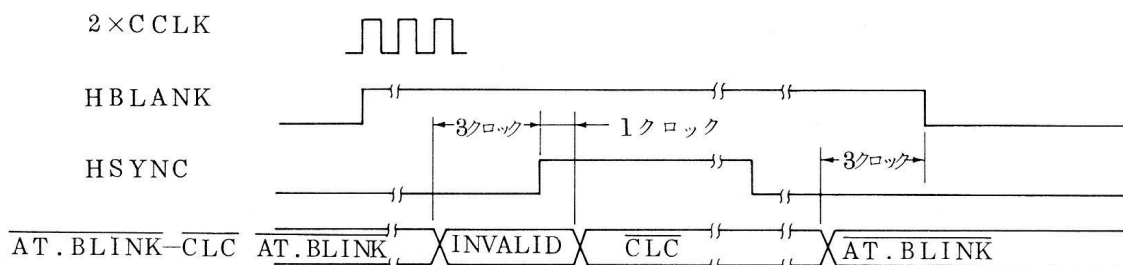 2×CCLK
HBLANK
3クロック 1クロック
HSYNC 3クロック
AT.BLINK-CLC AT.BLINK INVALID CLC AT.BLINK